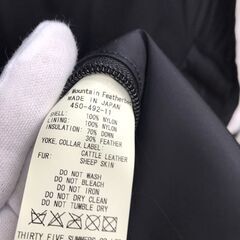 Mountain Featherbed
MADE IN JAPAN
450-492-11
SHELL: 100% NYLON
LINING: 100% NYLON
INSULATION: 70% DOWN
30% FEATHER
YOKE, COLLAR, LABEL:
CATTLE LEATHER
FUR: SHEEP SKIN
DO NOT WASH
DO NOT BLEACH
DO NOT IRON
DO NOT DRY CLEAN
DO NOT TUMBLE DRY
THIRTY FIVE SUMMERS CO.,